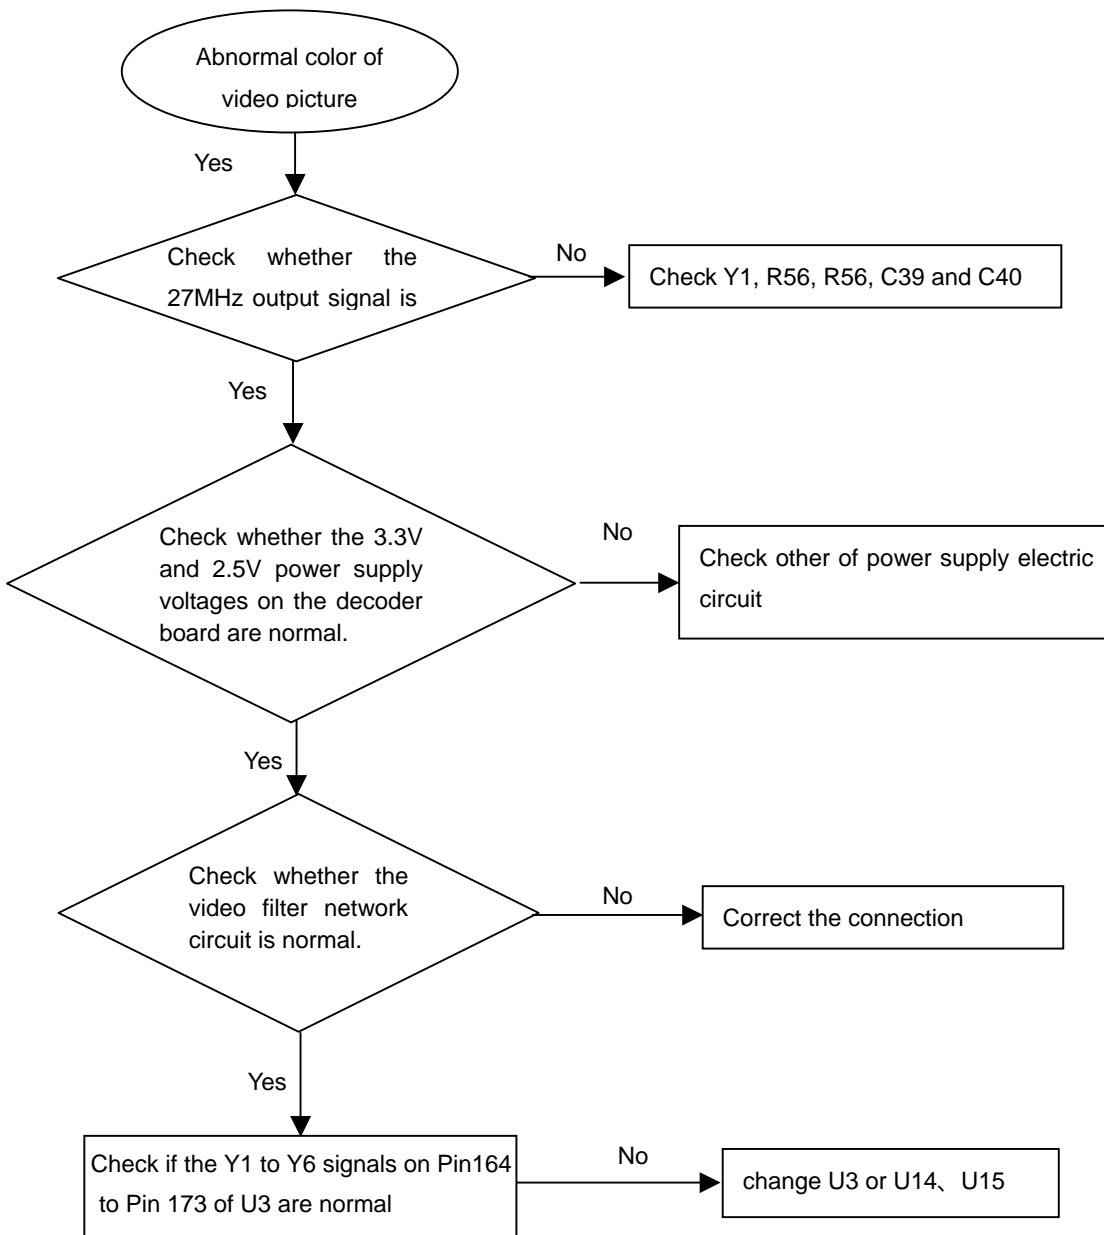 Abnormal color of
video picture
Yes
Check whether the
27MHz output signal is
No
Check Y1, R56, R56, C39 and C40
Yes
Check whether the 3.3V
and 2.5V power supply
voltages on the decoder
board are normal.
No
Check other of power supply electric
circuit
Yes
Check whether the
video filter network
circuit is normal.
No
Correct the connection
Yes
Check if the Y1 to Y6 signals on Pin164
to Pin 173 of U3 are normal
No
change U3 or U14、U15